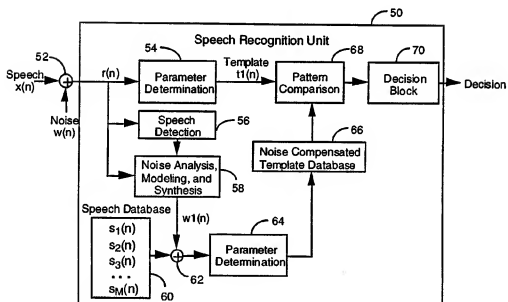 50
Speech Recognition Unit
52
Speech
x(n)
r(n)
Noise
w(n)
54
Parameter
Determination
Template
t1(n)
68
Pattern
Comparison
70
Decision
Block
Decision
Speech
Detection
56
66
Noise Compensated
Template Database
Noise Analysis,
Modeling, and
Synthesis
58
w1(n)
Speech Database
s1(n)
s2(n)
s3(n)
...
sM(n)
60
62
64
Parameter
Determination